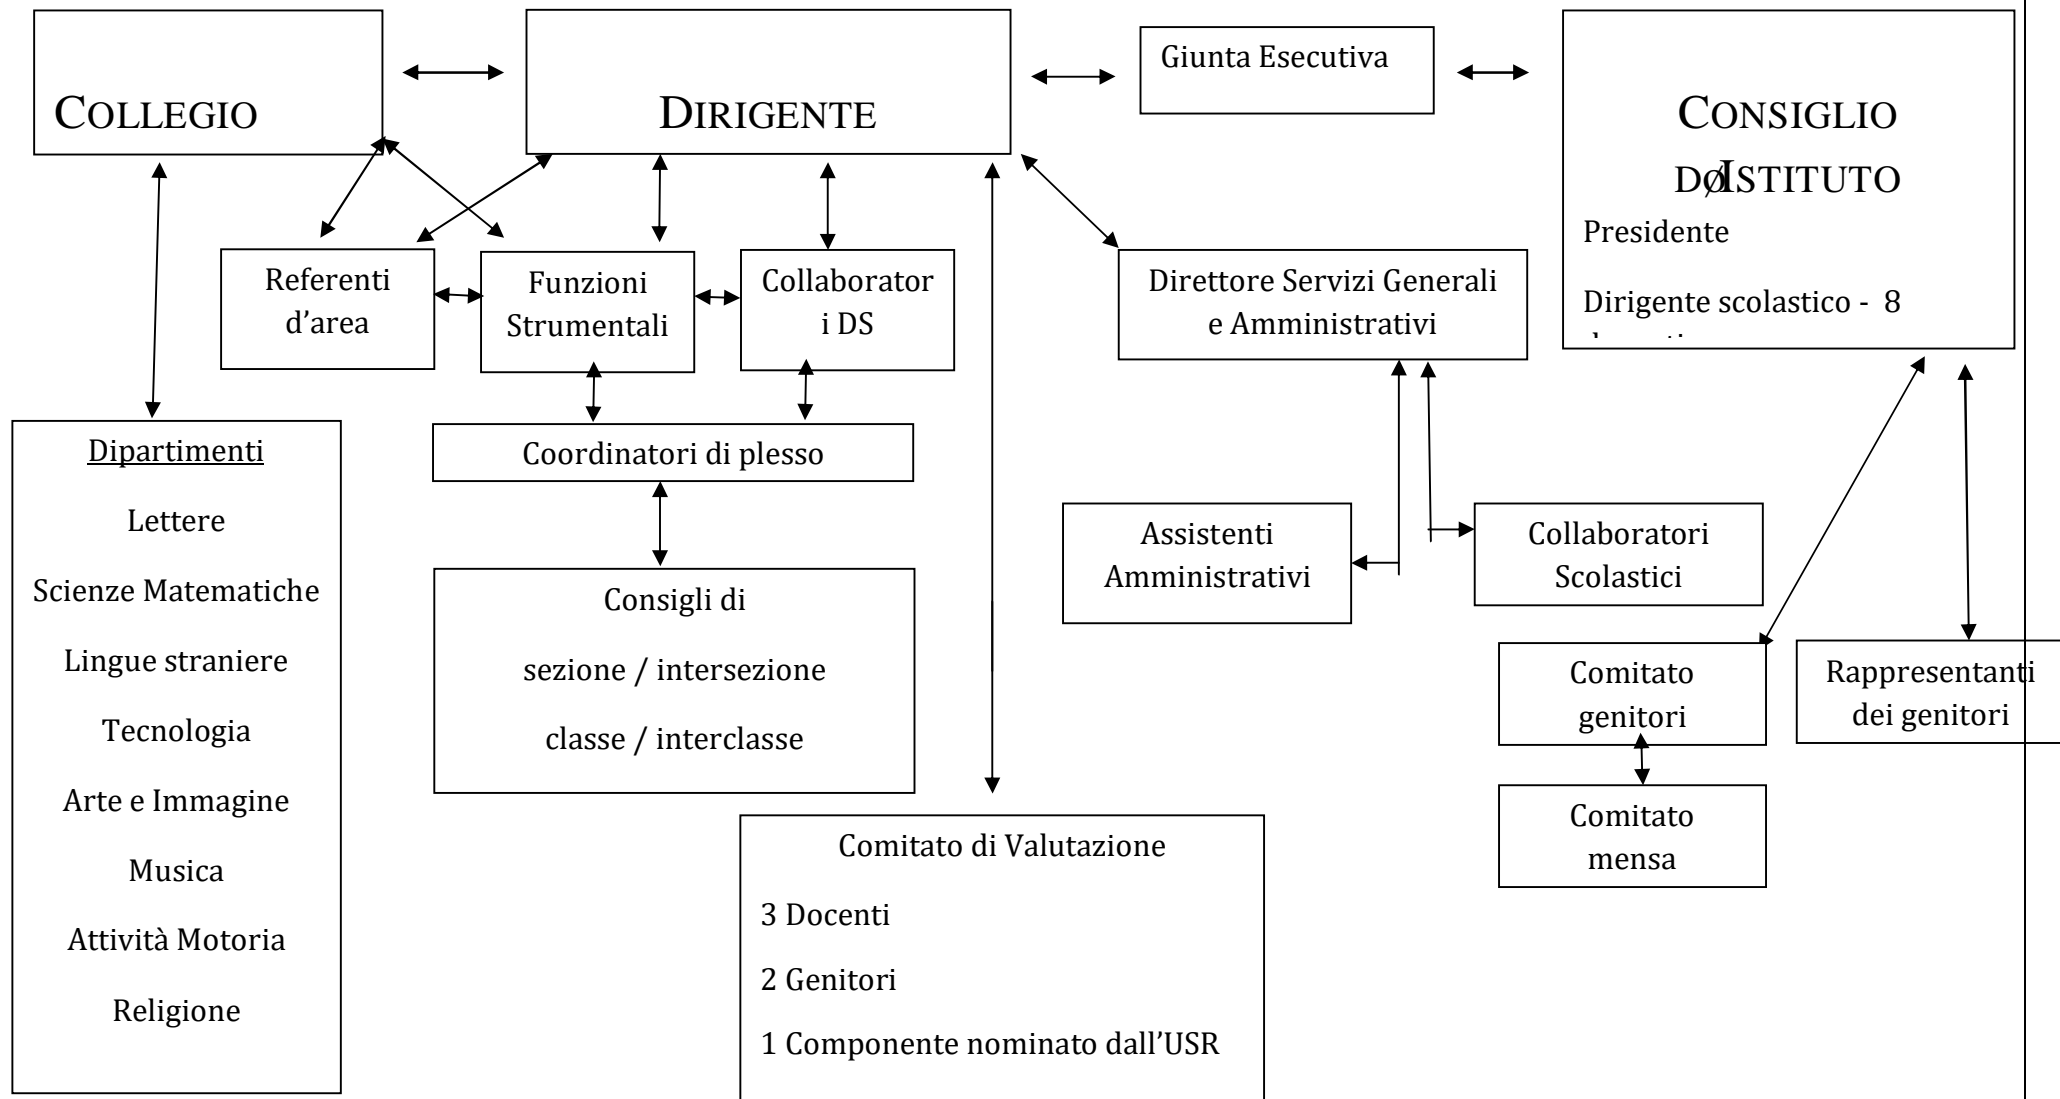 COLLEGIO
DIRIGENTE
Giunta Esecutiva
CONSIGLIO
DøISTITUTO
Presidente
Dirigente scolastico - 8
Referenti
d’area
Funzioni
Strumentali
Collaborator
i DS
Direttore Servizi Generali
e Amministrativi
Dipartimenti
Lettere
Scienze Matematiche
Lingue straniere
Tecnologia
Arte e Immagine
Musica
Attività Motoria
Religione
Coordinatori di plesso
Consigli di
sezione / intersezione
classe / interclasse
Assistenti
Amministrativi
Collaboratori
Scolastici
Comitato
genitori
Rappresentanti
dei genitori
Comitato
mensa
Comitato di Valutazione
3 Docenti
2 Genitori
1 Componente nominato dall’USR